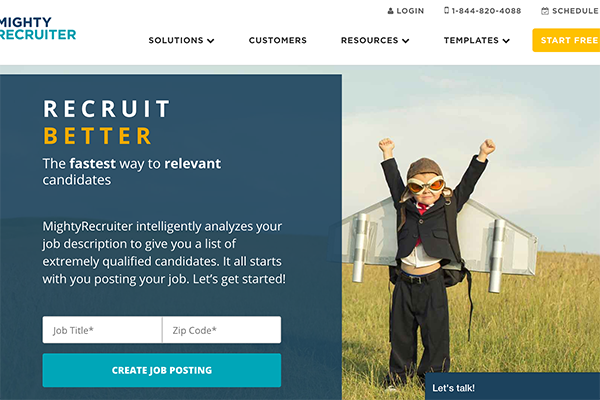 LOGIN 1-844-820-4088 SCHEDULE
MIGHTY
RECRUITER
SOLUTIONS CUSTOMERS RESOURCES TEMPLATES START FREE
RECRUIT
BETTER
The fastest way to relevant
candidates
MightyRecruiter intelligently analyzes your
job description to give you a list of
extremely qualified candidates. It all starts
with you posting your job. Let's get started!
Job Title* Zip Code*
CREATE JOB POSTING
Let's talk!